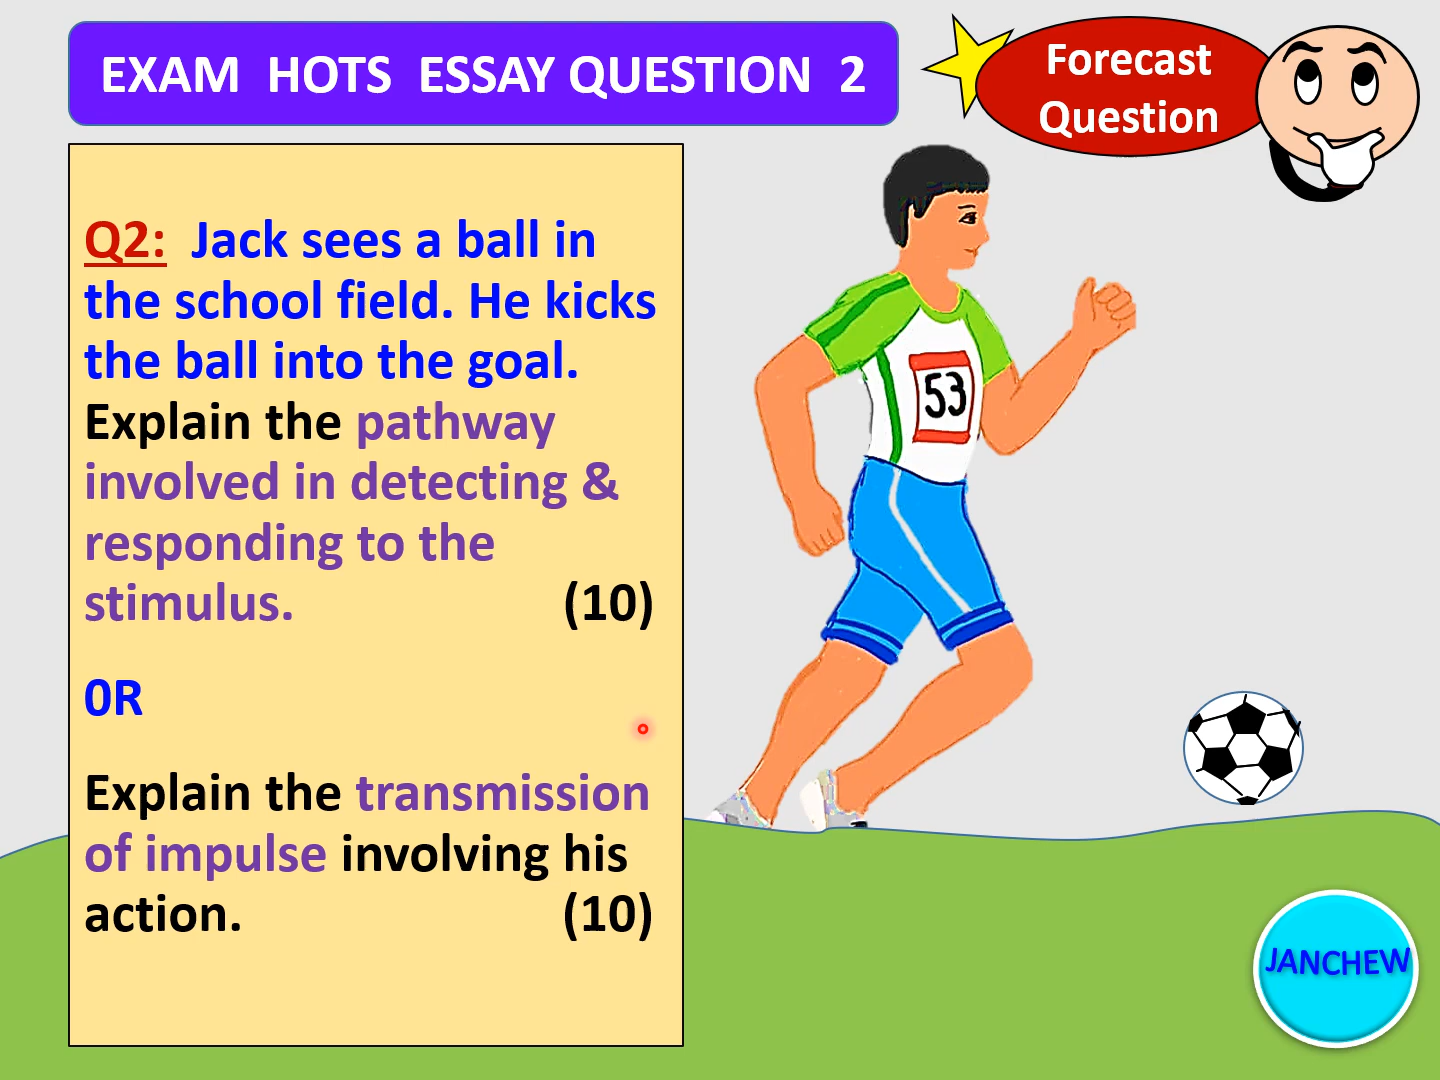 EXAM HOTS ESSAY QUESTION 2
Forecast
Question
Q2: Jack sees a ball in
the school field. He kicks
the ball into the goal.
Explain the pathway
involved in detecting &
responding to the
stimulus. (10)
0R
Explain the transmission
of impulse involving his
action. (10)
53
JANCHEW